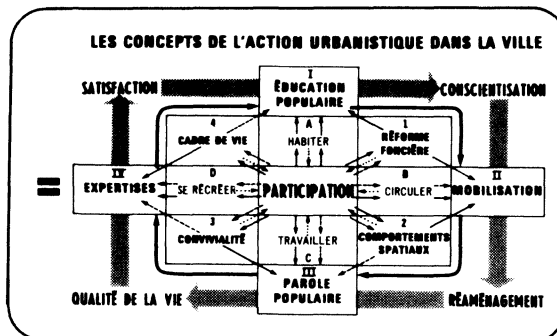 LES CONCEPTS DE L'ACTION URBANISTIQUE DANS LA VILLE
I
SATISFACTION
ÉDUCATION
POPULAIRE
CONSCIENTISATION
4
CADRE DE VIE
A
HABITER
1
RÉFORME
FONCIÈRE
IV
EXPERTISES
D
SE RÉCRÉER
PARTICIPATION
B
CIRCULER
II
MOBILISATION
3
CONVIVIALITÉ
TRAVAILLER
C
2
COMPORTEMENTS
SPATIAUX
III
PAROLE
POPULAIRE
QUALITÉ DE LA VIE
RÉAMÉNAGEMENT
=